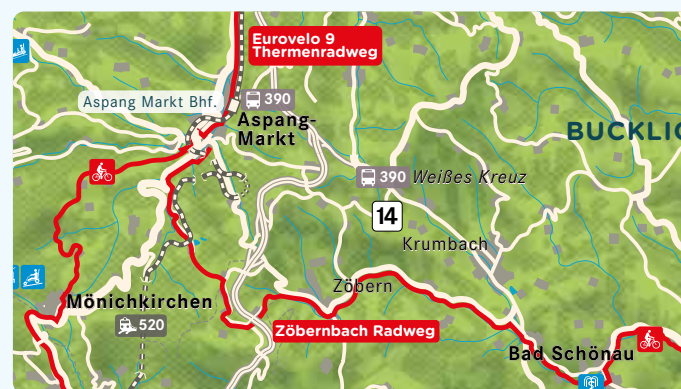 Eurovelo 9
Thermenradweg
Aspang Markt Bhf.
390
Aspang-
Markt
BUCKLIG
390
Weißes Kreuz
14
Krumbach
Zöbern
Mönichkirchen
520
Zöbernbach Radweg
Bad Schönau